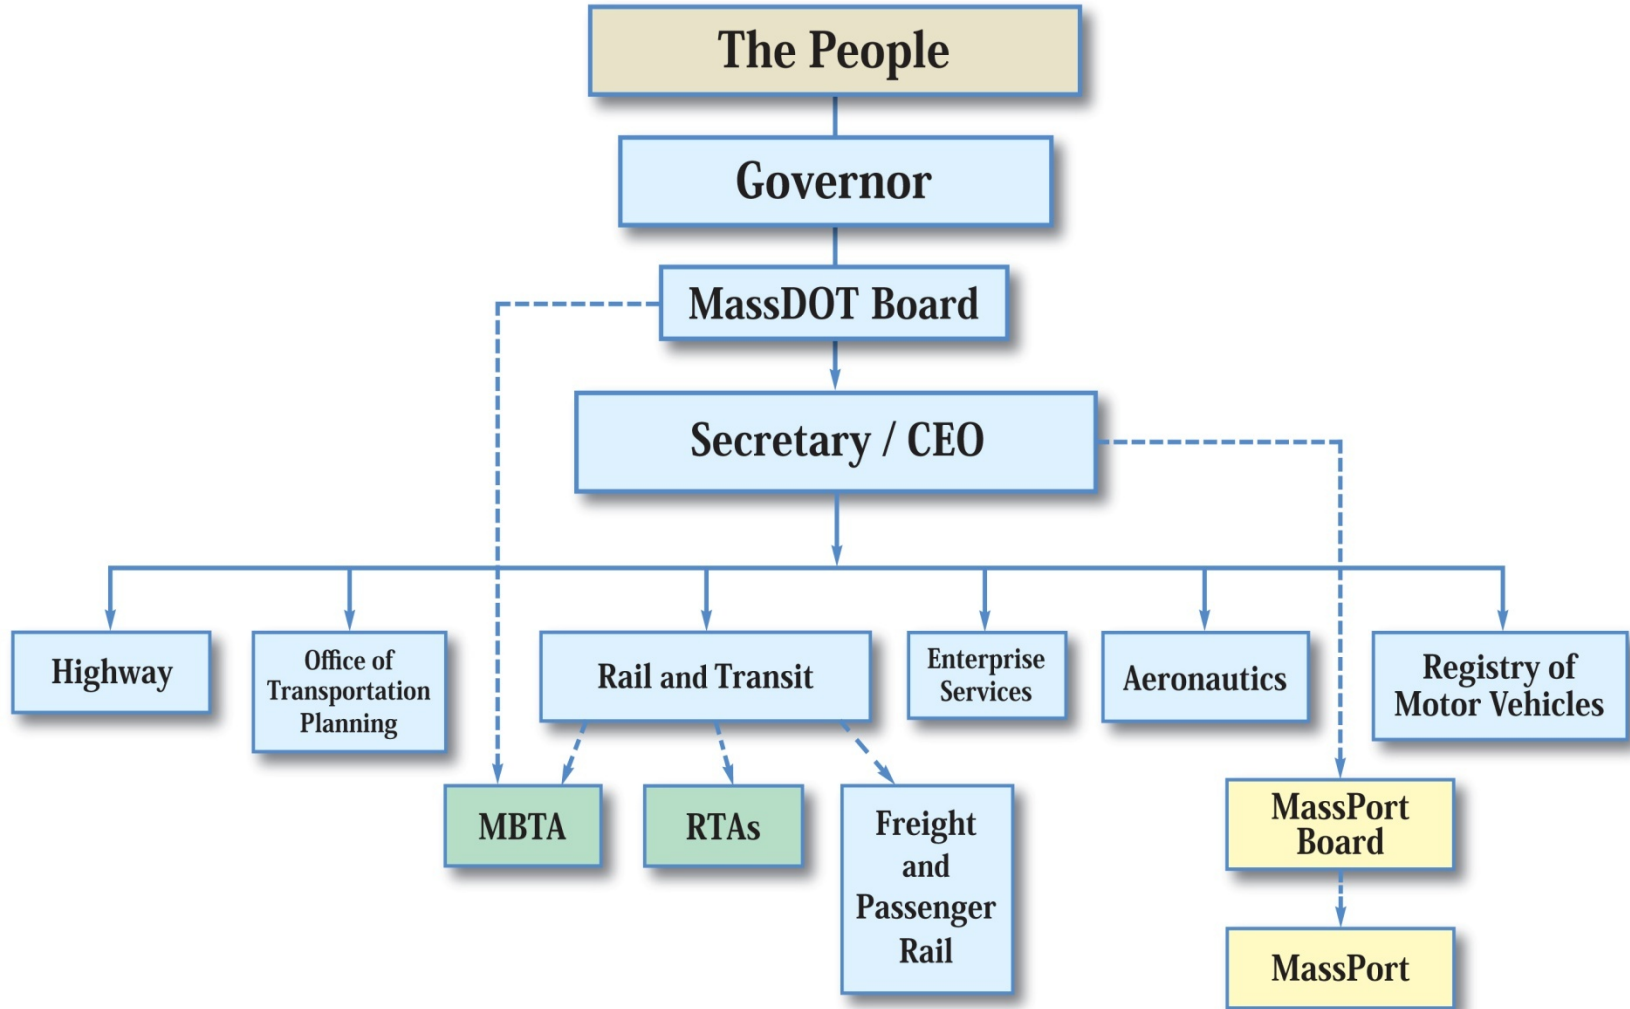 The People
Governor
MassDOT Board
Secretary / CEO
Highway
Office of
Transportation
Planning
Rail and Transit
Enterprise
Services
Aeronautics
Registry of
Motor Vehicles
MBTA
RTAs
Freight
and
Passenger
Rail
MassPort
Board
MassPort